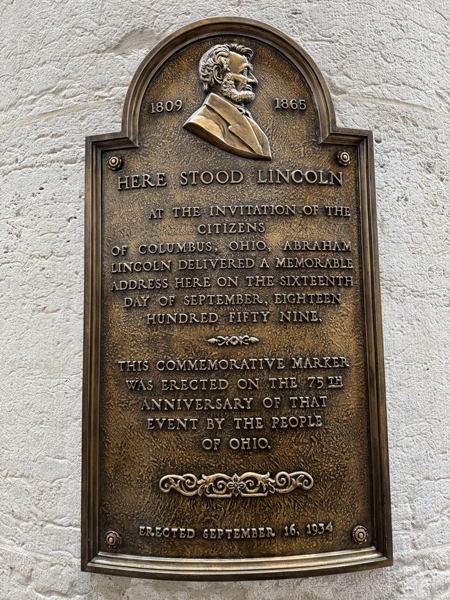 1809 1865
HERE STOOD LINCOLN
AT THE INVITATION OF THE
CITIZENS
OF COLUMBUS, OHIO, ABRAHAM
LINCOLN DELIVERED A MEMORABLE
ADDRESS HERE ON THE SIXTEENTH
DAY OF SEPTEMBER, EIGHTEEN
HUNDRED FIFTY NINE.
THIS COMMEMORATIVE MARKER
WAS ERECTED ON THE 75TH
ANNIVERSARY OF THAT
EVENT BY THE PEOPLE
OF OHIO.
ERECTED SEPTEMBER 16, 1934